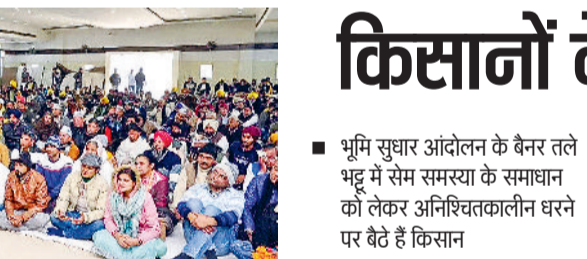 किसानों
भूमि सुधार आंदोलन के बैनर तले
भट्टू में सेम समस्या के समाधान
को लेकर अनिश्चितकालीन धरने
पर बैठे हैं किसान